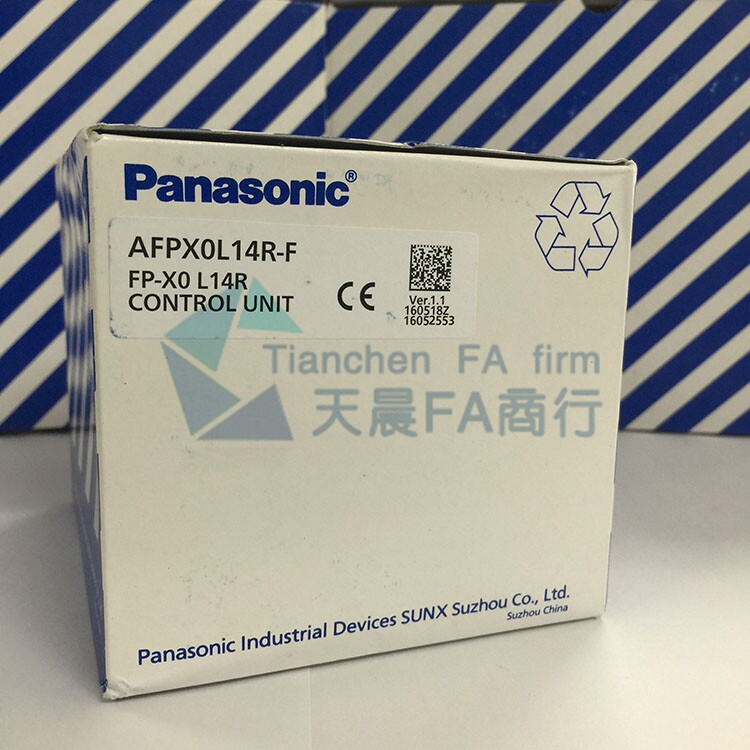 Panasonic®
AFPX0L14R-F
FP-X0 L14R
CONTROL UNIT
CE
Ver.1.1
160518Z
16052553
Tianchen FA firm
天晨FA商行
Panasonic Industrial Devices SUNX Suzhou Co., Ltd.
Suzhou China